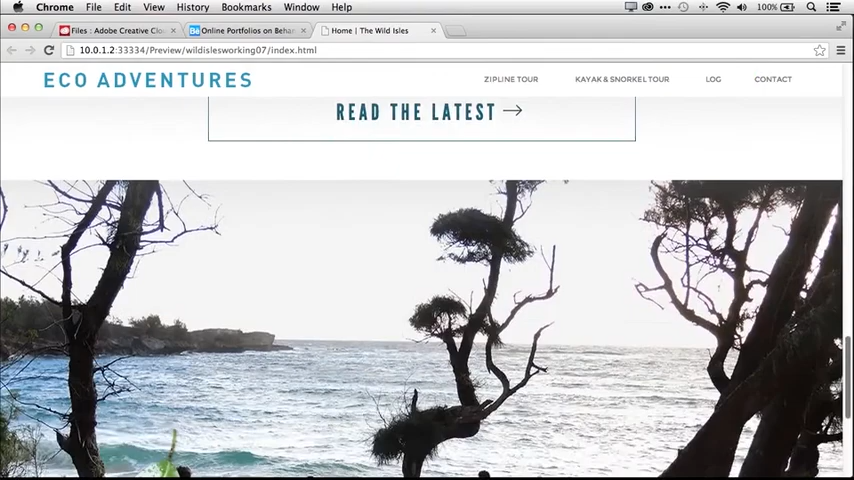 Chrome File Edit View History Bookmarks Window Help 100%
Files : Adobe Creative Clou Online Portfolios on Behan Home | The Wild Isles
10.0.1.2:33334/Preview/wildislesworking07/index.html
ECO ADVENTURES ZIPLINE TOUR KAYAK & SNORKEL TOUR LOG CONTACT
READ THE LATEST →